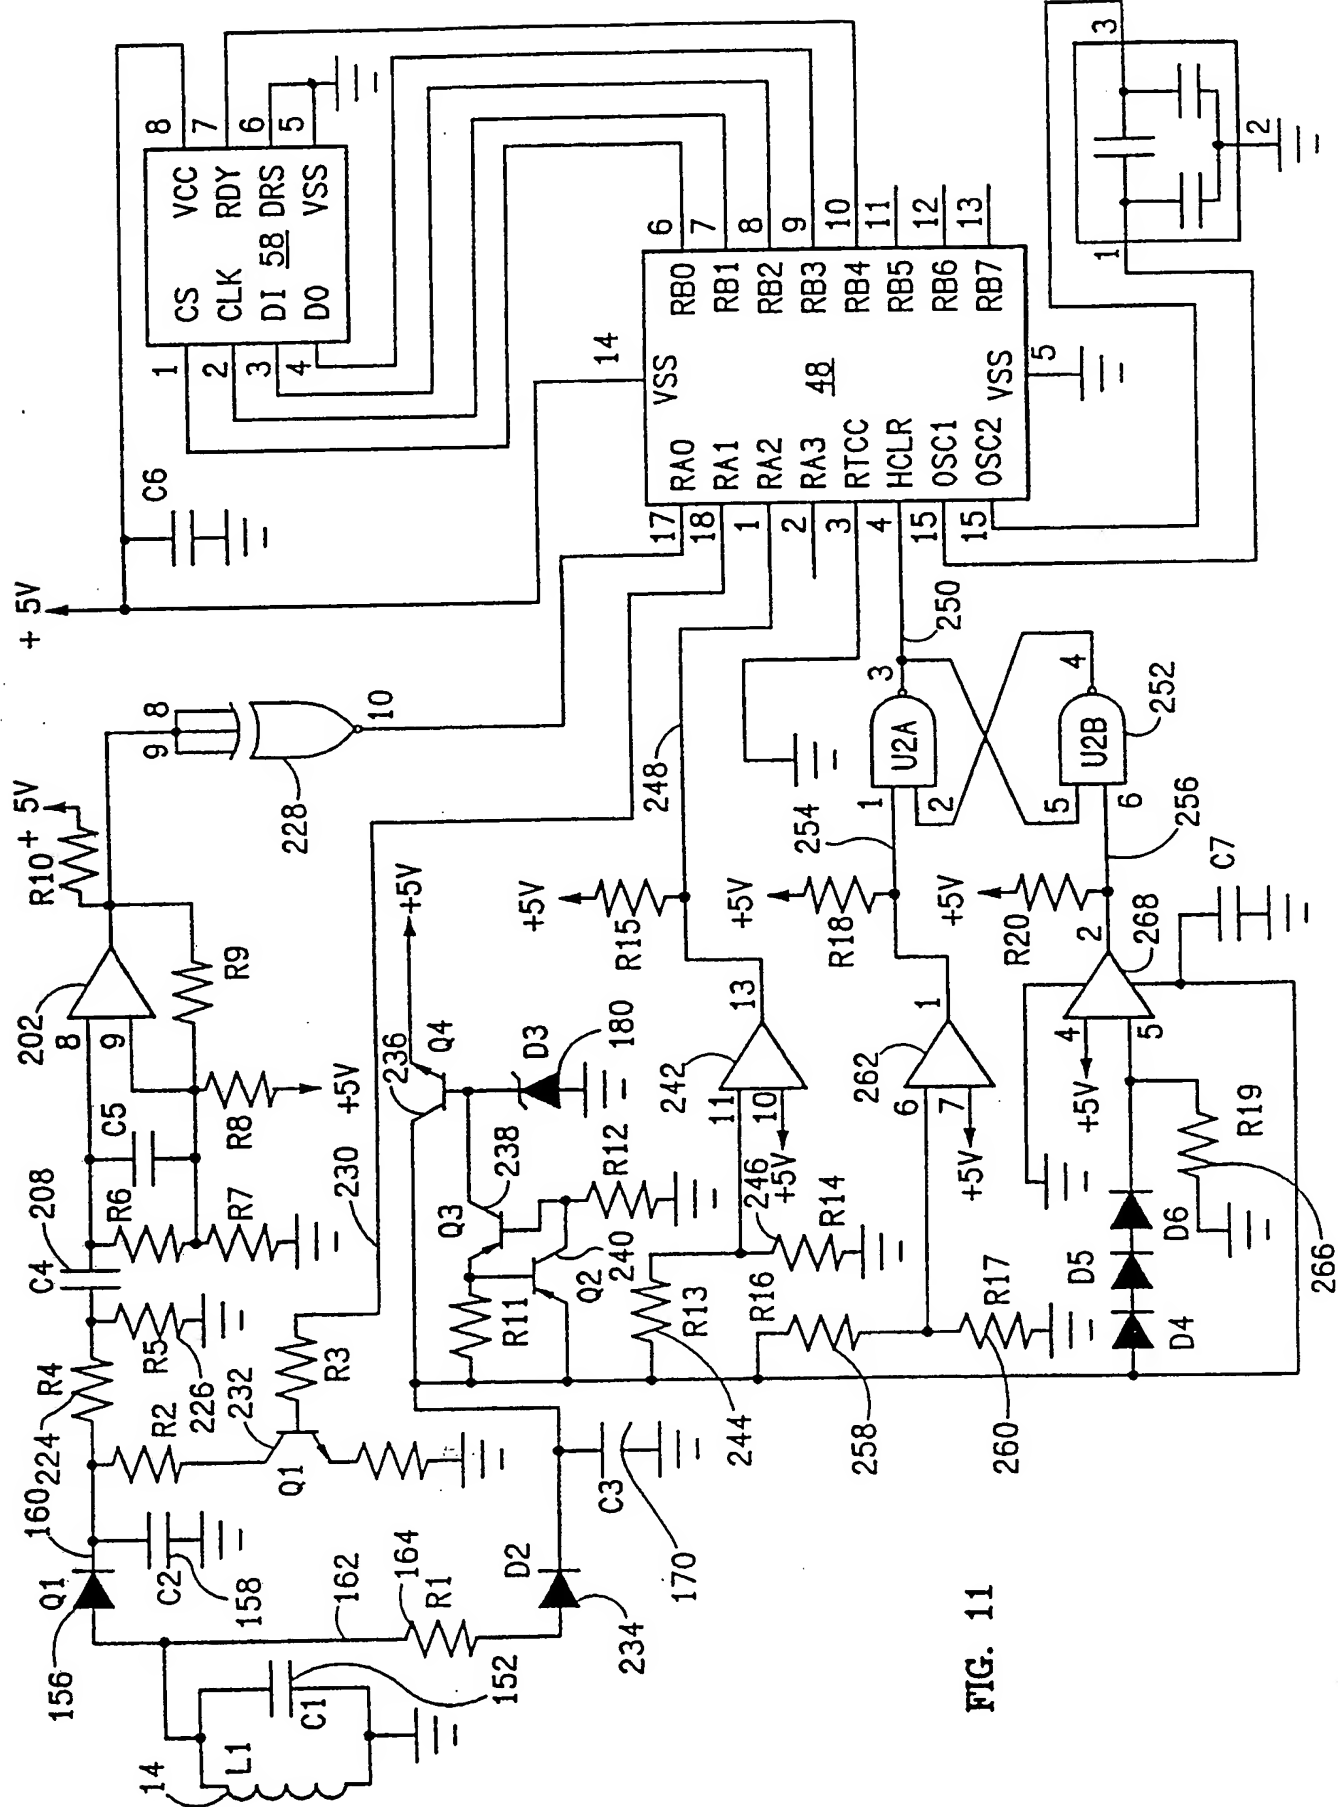 + 5V
C6
8
7
6
5
VCC
RDY
DRS
VSS
58
CS
CLK
DI
DO
1
2
3
4
14
6
7
8
9
10
11
12
13
VSS
RB0
RB1
RB2
RB3
RB4
RB5
RB6
RB7
48
RA0
RA1
RA2
RA3
RTCC
HCLR
OSC1
OSC2
VSS
5
17
18
1
2
3
4
15
15
1
2
3
202
8
9
R10
+ 5V
R9
9
8
10
228
208
C4
C5
R6
R7
R8
+5V
230
160
224
R4
R5
226
232
R2
R3
Q1
Q1
156
C2
158
162
164
R1
D2
234
14
L1
C1
152
C3
170
236
Q4
+5V
D3
180
Q3
238
R12
R11
Q2
240
242
11
10
13
+5V
246
R14
R13
244
+5V
R15
248
R16
258
R17
260
262
6
7
1
+5V
+5V
R18
254
1
2
3
U2A
250
4
5
6
U2B
252
256
+5V
R20
2
268
4
5
+5V
C7
R19
266
D6
D5
D4
FIG. 11